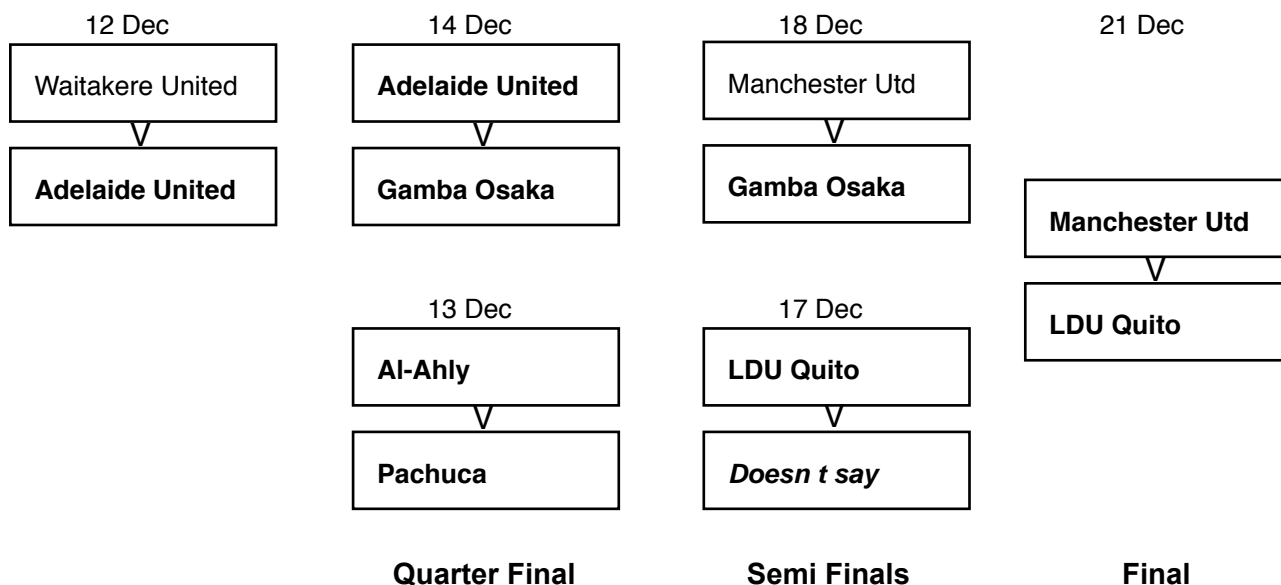 12 Dec
14 Dec
18 Dec
21 Dec
Waitakere United
V
Adelaide United
Adelaide United
V
Gamba Osaka
Manchester Utd
V
Gamba Osaka
Manchester Utd
V
LDU Quito
13 Dec
17 Dec
Al-Ahly
V
Pachuca
LDU Quito
V
Doesn t say
Quarter Final
Semi Finals
Final